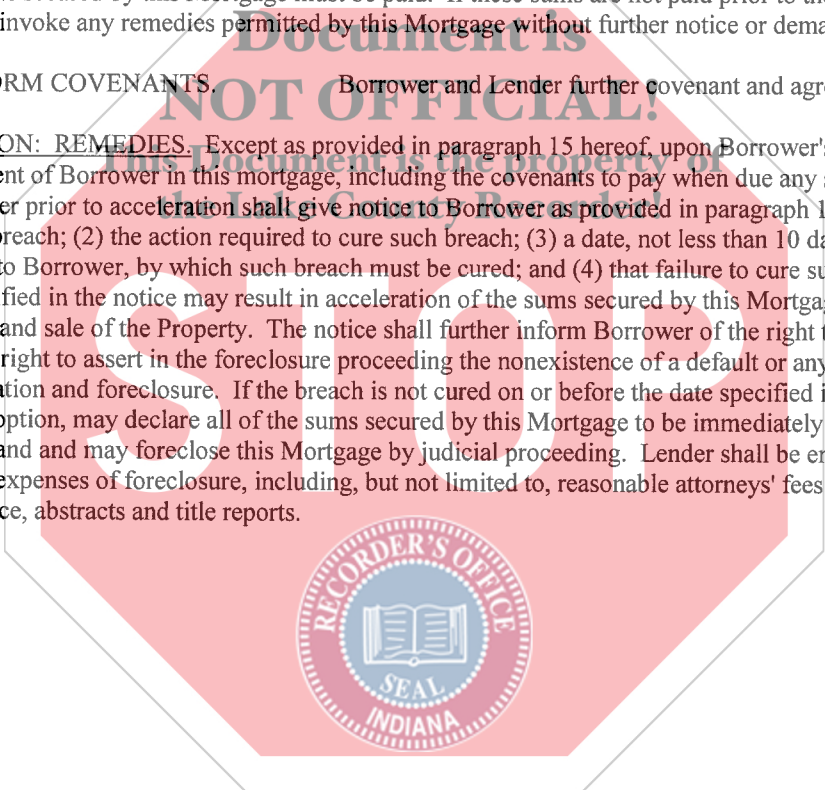 invoke any remedies permitted by this Mortgage without further notice or dema
Document is
RM COVENANTS. Borrower and Lender further covenant and agre
NOT OFFICIAL!
ON: REMEDIES. Except as provided in paragraph 15 hereof, upon Borrower's
This Document is the property of
ent of Borrower in this mortgage, including the covenants to pay when due any
er prior to acceleration shall give notice to Borrower as provided in paragraph 1
the Lake County Recorder!
reach; (2) the action required to cure such breach; (3) a date, not less than 10 da
to Borrower, by which such breach must be cured; and (4) that failure to cure su
ified in the notice may result in acceleration of the sums secured by this Mortga
and sale of the Property. The notice shall further inform Borrower of the right t
right to assert in the foreclosure proceeding the nonexistence of a default or any
ation and foreclosure. If the breach is not cured on or before the date specified i
option, may declare all of the sums secured by this Mortgage to be immediately
and and may foreclose this Mortgage by judicial proceeding. Lender shall be en
expenses of foreclosure, including, but not limited to, reasonable attorneys' fees
ce, abstracts and title reports.
STOP
RECORDER'S OFFICE
SEAL
INDIANA